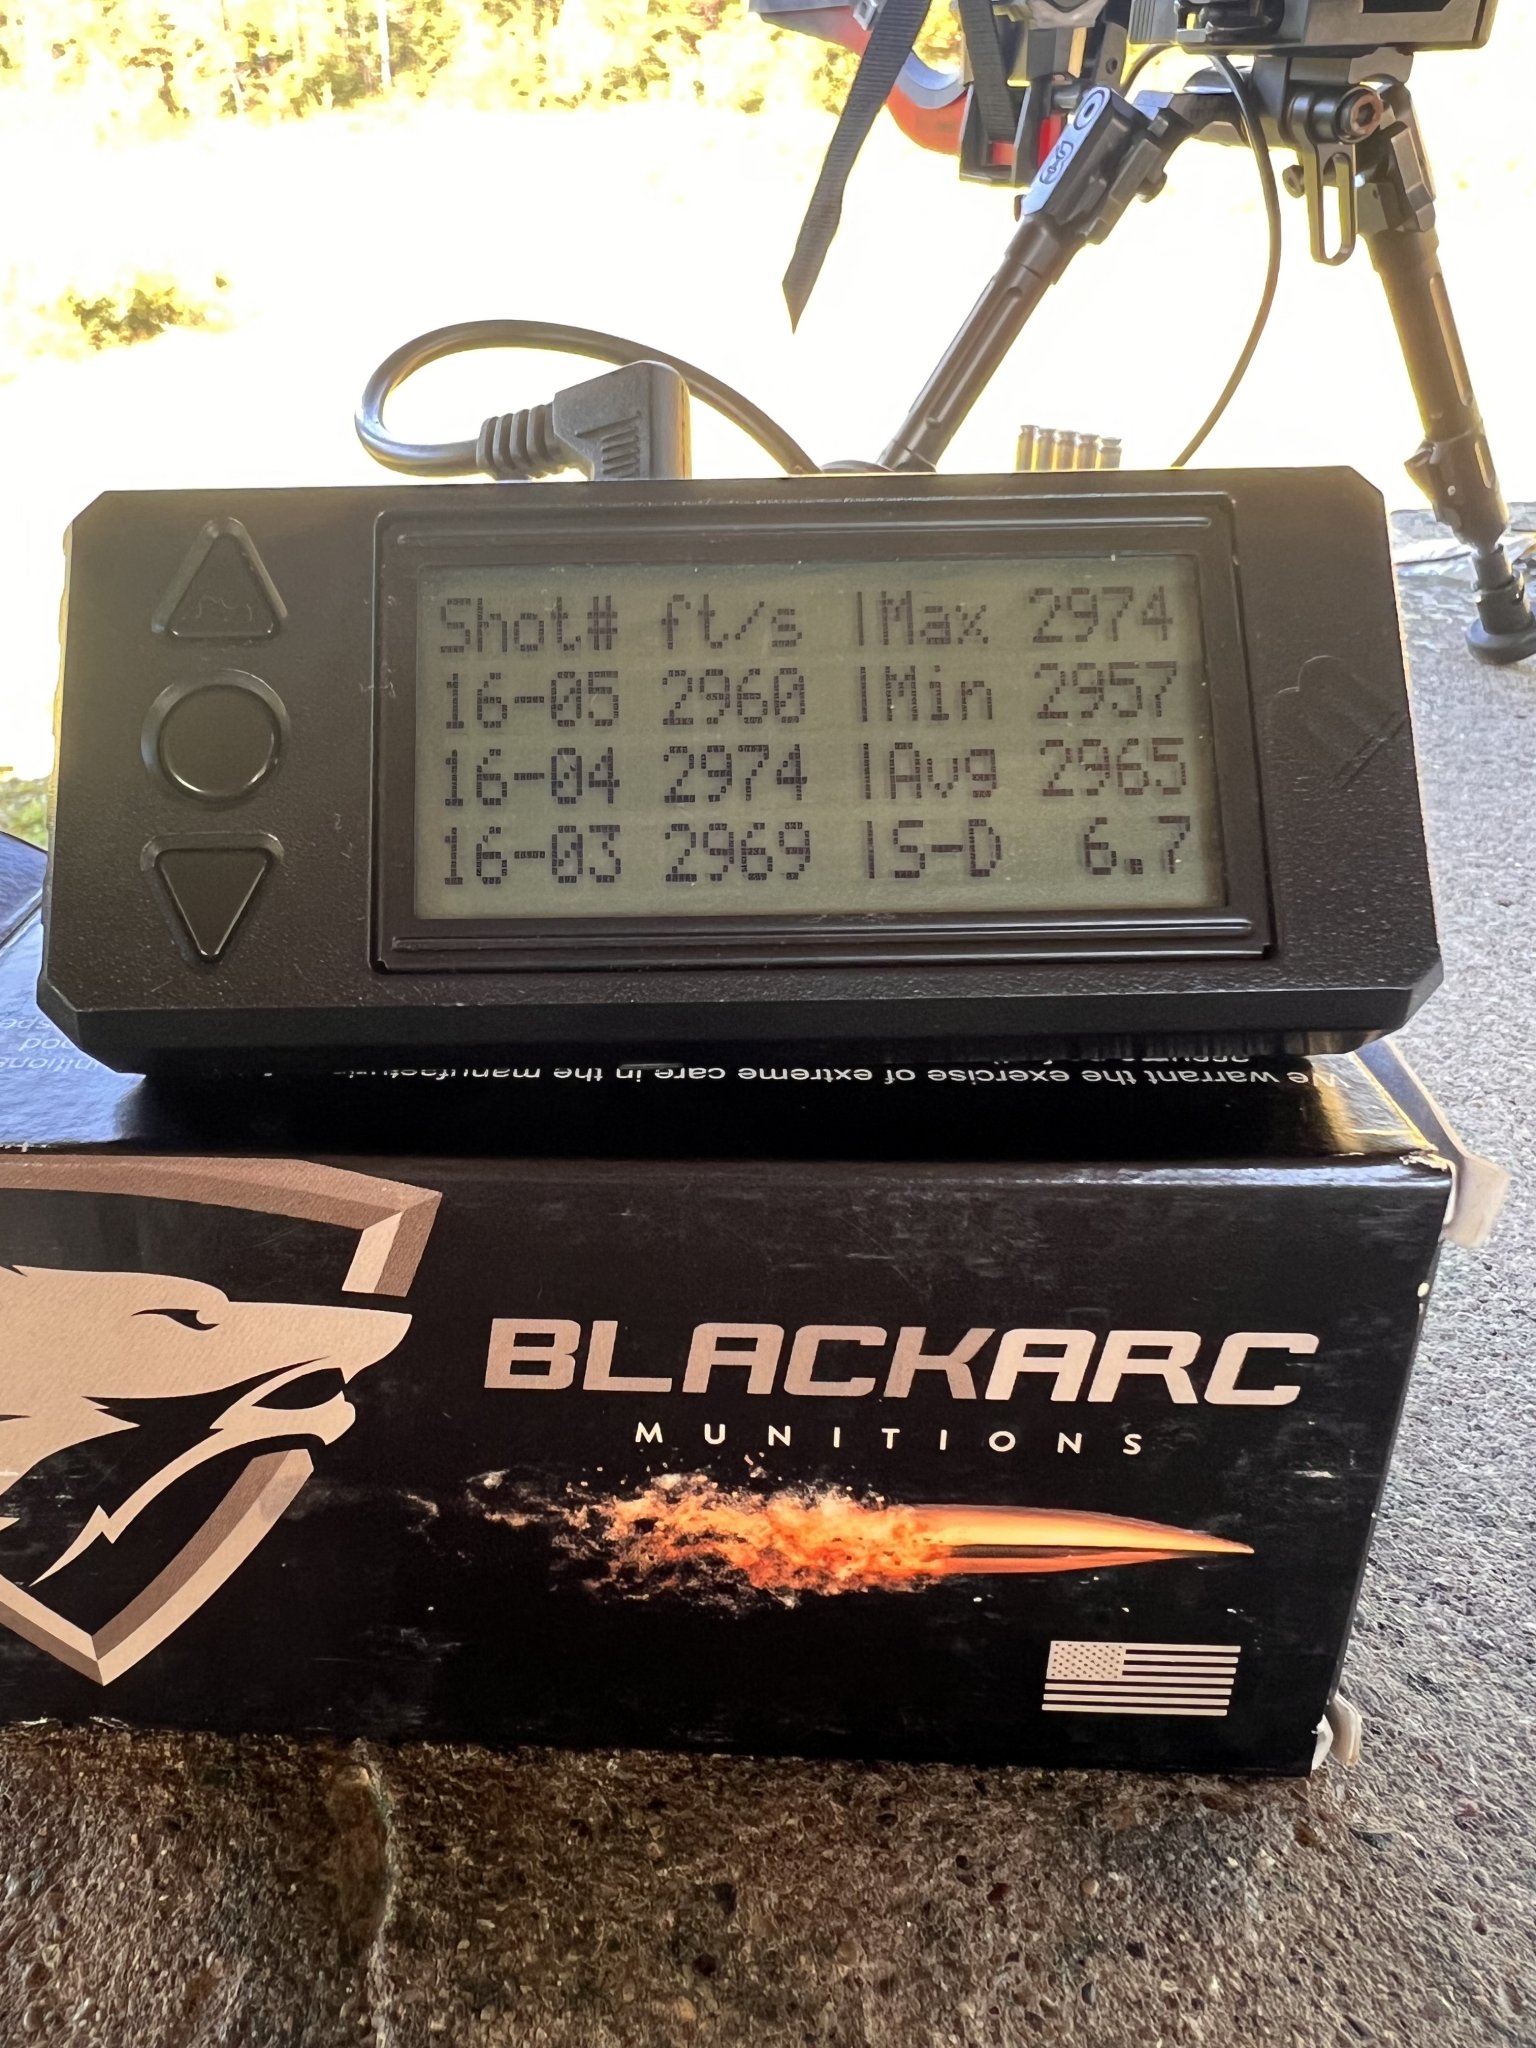 Shot# ft/s |Max 2974
16-05 2960 |Min 2957
16-04 2974 |Avg 2965
16-03 2969 |S-D 6.7
We warrant the exercise of extreme care in the
BLACKARC
MUNITIONS